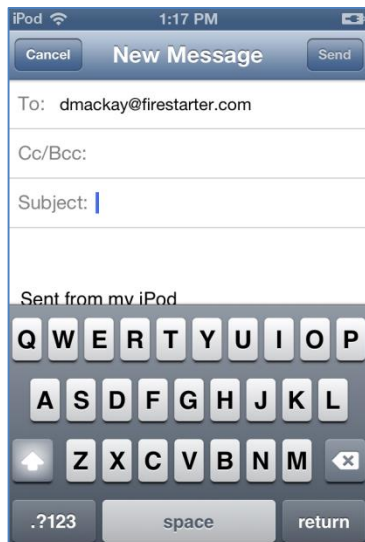 iPod 1:17 PM
Cancel New Message Send
To: dmackay@firestarter.com
Cc/Bcc:
Subject:
Sent from my iPod
Q W E R T Y U I O P
A S D F G H J K L
Z X C V B N M
.?123 space return